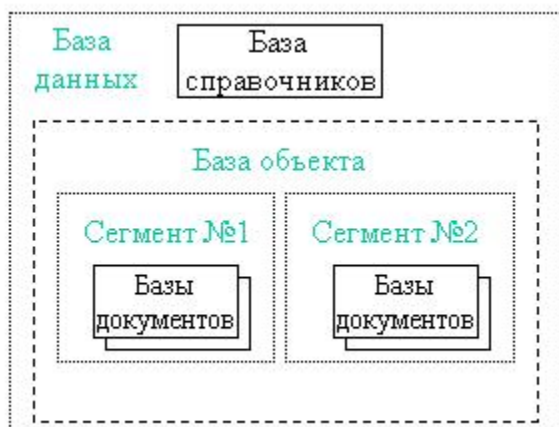 База
данных
База
справочников
База объекта
Сегмент №1
Базы
документов
Сегмент №2
Базы
документов